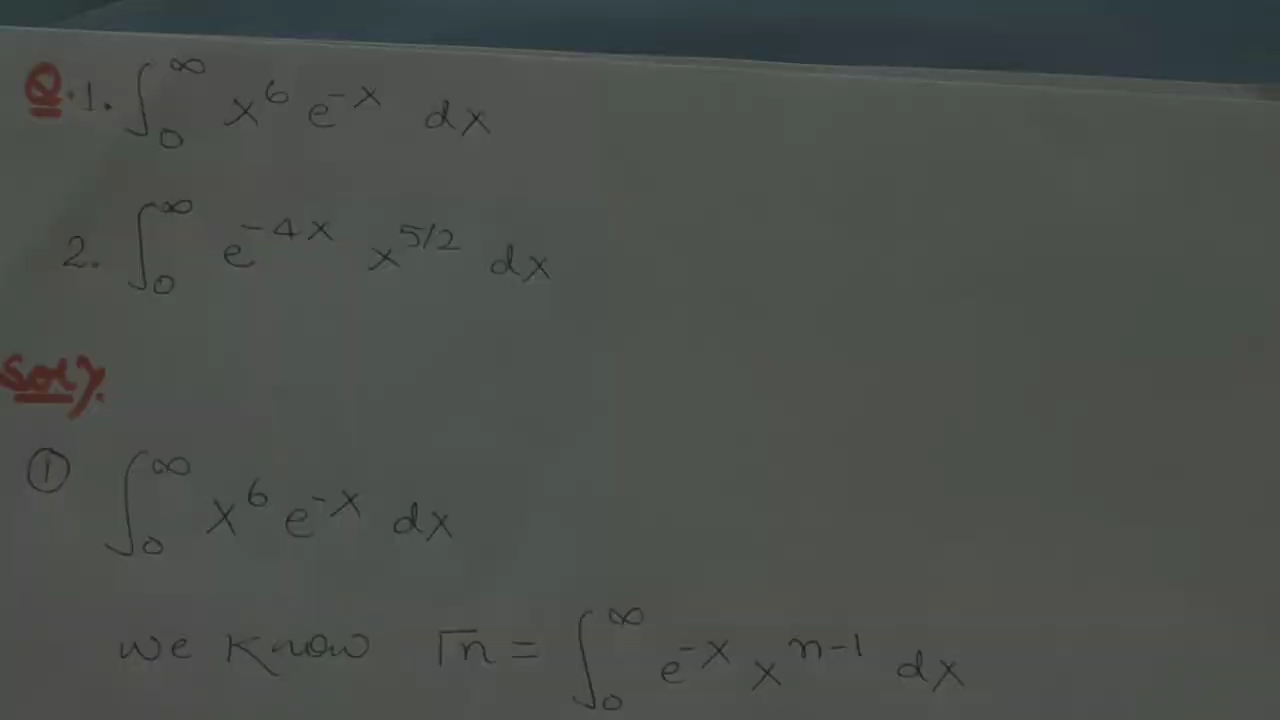 Q.1. ∫₀^∞ x⁶ e^{-x} dx
2. ∫₀^∞ e^{-4x} x^{5/2} dx
Sol).
① ∫₀^∞ x⁶ e^{-x} dx
we know Γn = ∫₀^∞ e^{-x} x^{n-1} dx